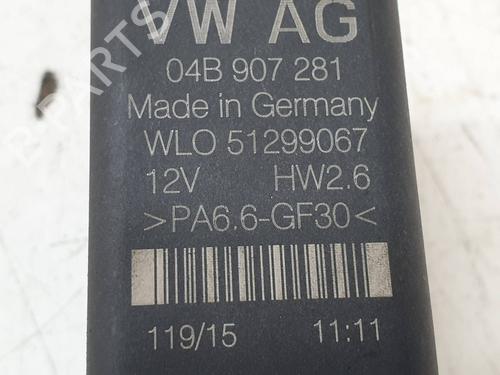 VW AG
04B 907 281
Made in Germany
WLO 51299067
12V HW2.6
>PA6.6-GF30<
119/15 11:11
PARTS